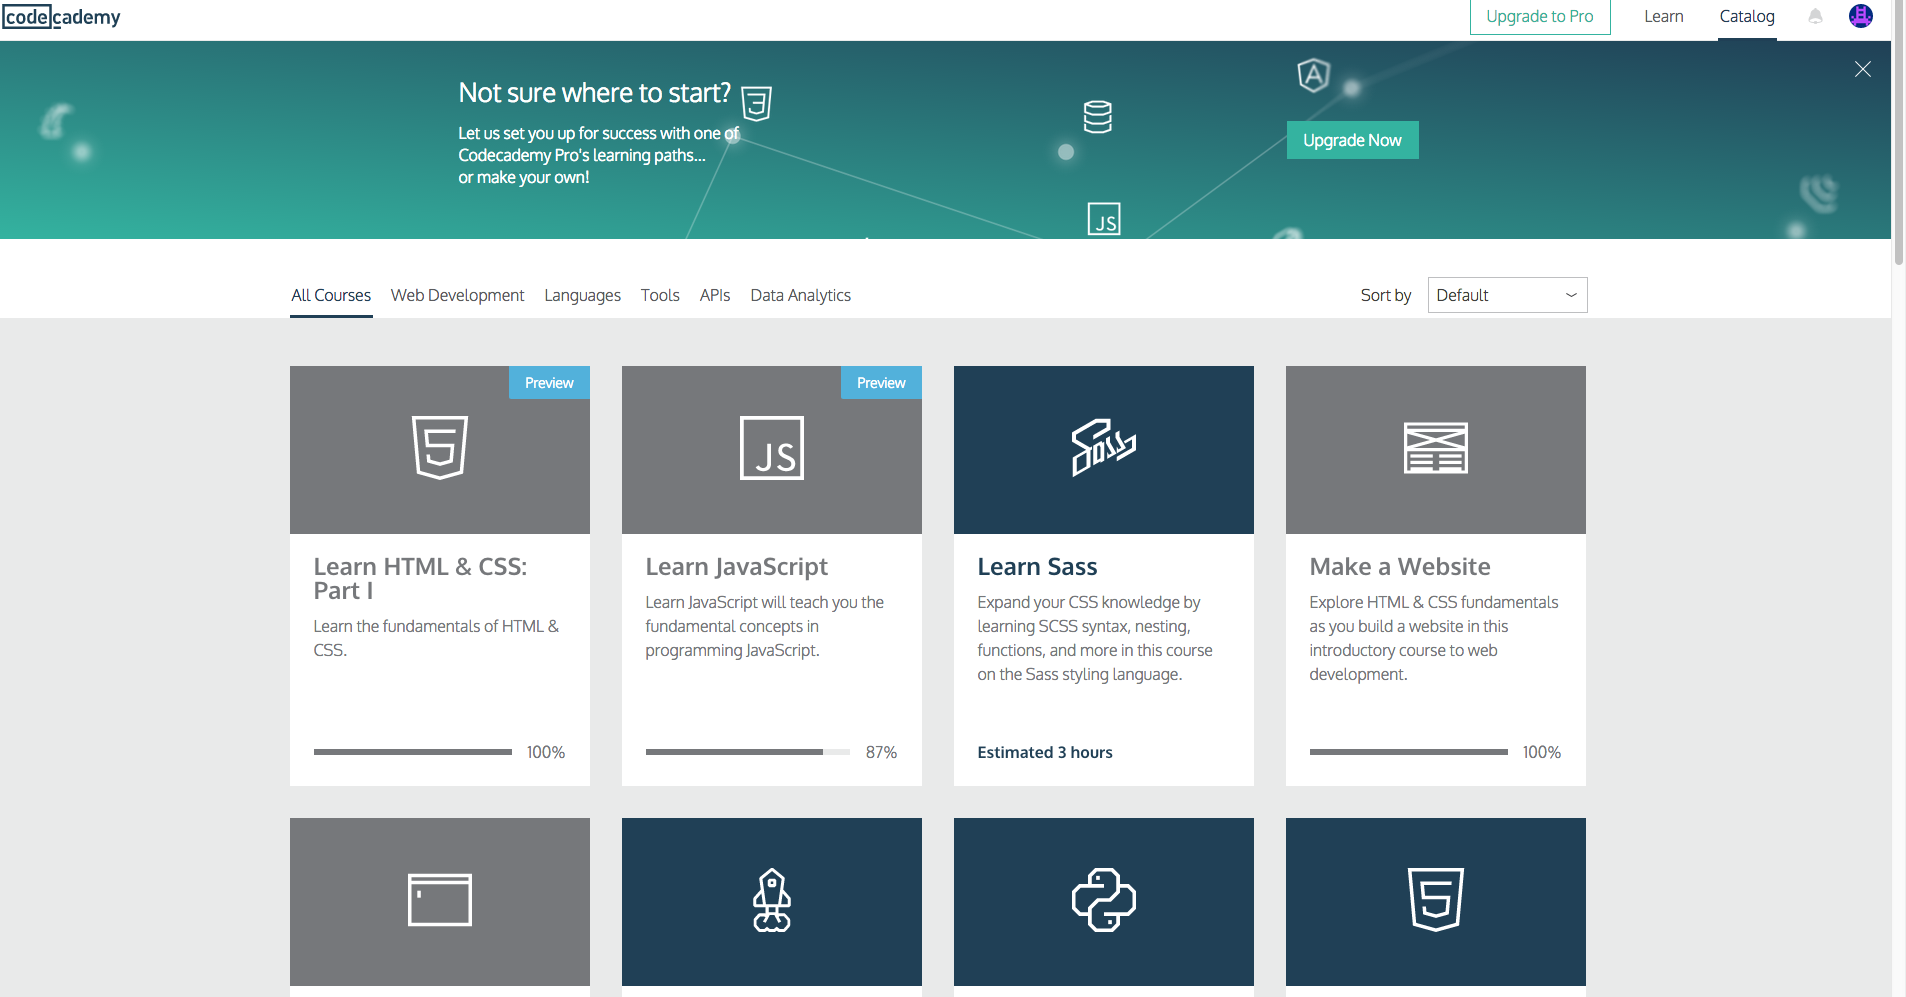 codecademy
Upgrade to Pro
Learn
Catalog
Not sure where to start?
Let us set you up for success with one of
Codecademy Pro's learning paths...
or make your own!
Upgrade Now
JS
All Courses
Web Development
Languages
Tools
APIs
Data Analytics
Sort by
Default
Preview
Learn HTML & CSS:
Part I
Learn the fundamentals of HTML &
CSS.
100%
Preview
JS
Learn JavaScript
Learn JavaScript will teach you the
fundamental concepts in
programming JavaScript.
87%
Sass
Learn Sass
Expand your CSS knowledge by
learning SCSS syntax, nesting,
functions, and more in this course
on the Sass styling language.
Estimated 3 hours
Make a Website
Explore HTML & CSS fundamentals
as you build a website in this
introductory course to web
development.
100%